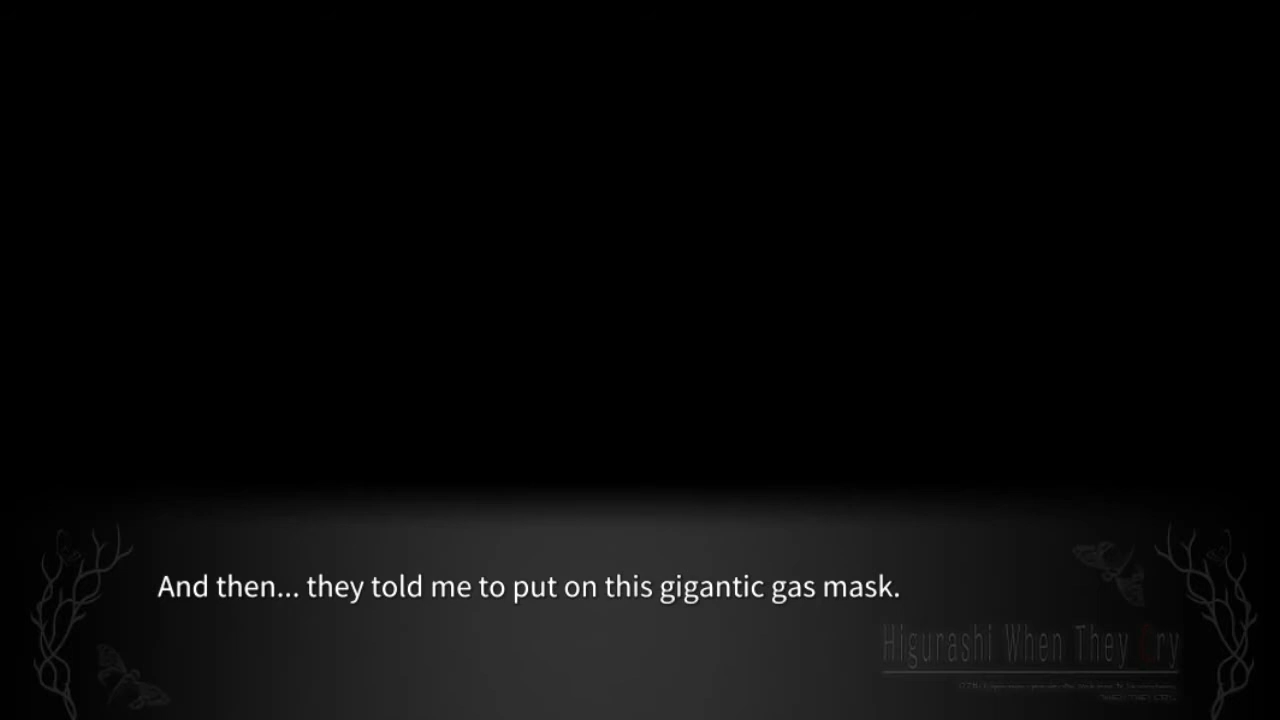 And then... they told me to put on this gigantic gas mask.
Higurashi When They Cry